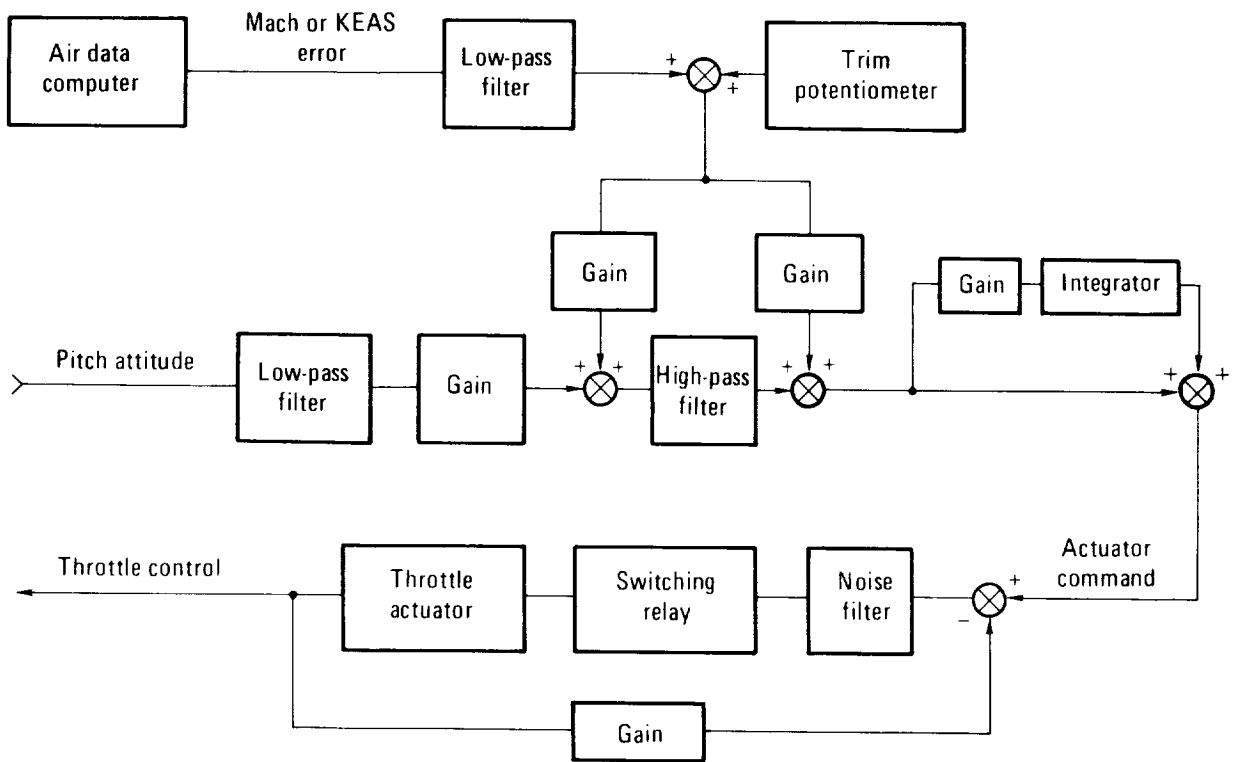 Air data
computer
Mach or KEAS
error
Low-pass
filter
+
+
Trim
potentiometer
Gain
Gain
Gain
Integrator
Pitch attitude
Low-pass
filter
Gain
+
+
High-pass
filter
+
+
+
+
Throttle control
Throttle
actuator
Switching
relay
Noise
filter
+
−
Actuator
command
Gain